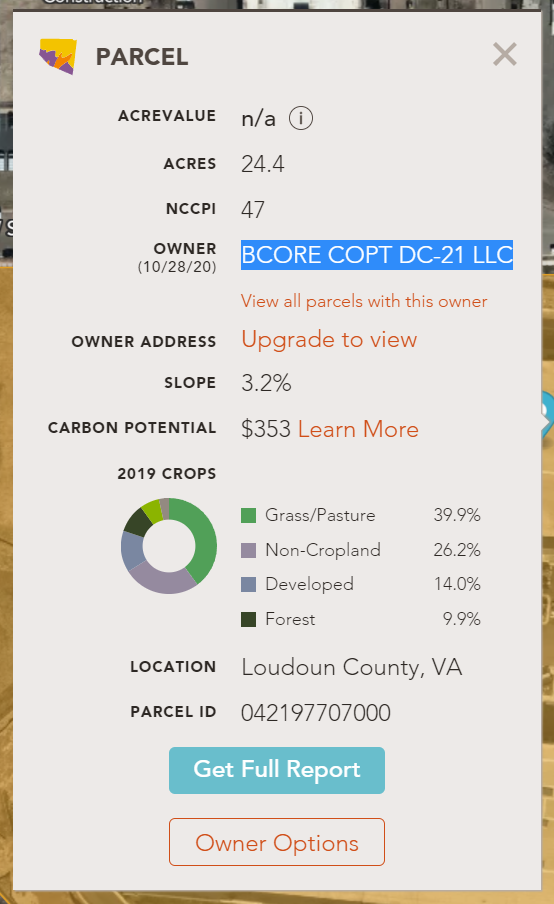 Construction
PARCEL
ACREVALUE n/a i
ACRES 24.4
NCCPI 47
OWNER (10/28/20) BCORE COPT DC-21 LLC
View all parcels with this owner
OWNER ADDRESS Upgrade to view
SLOPE 3.2%
CARBON POTENTIAL $353 Learn More
2019 CROPS
Grass/Pasture 39.9%
Non-Cropland 26.2%
Developed 14.0%
Forest 9.9%
LOCATION Loudoun County, VA
PARCEL ID 042197707000
Get Full Report
Owner Options